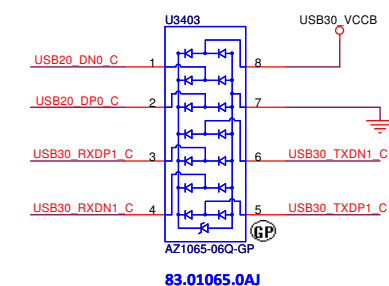 U3403
USB30_VCCB
USB20_DN0_C 1 8
USB20_DP0_C 2 7
USB30_RXDP1_C 3 6 USB30_TXDN1_C
USB30_RXDN1_C 4 5 USB30_TXDP1_C
GP
AZ1065-06Q-GP
83.01065.0AJ